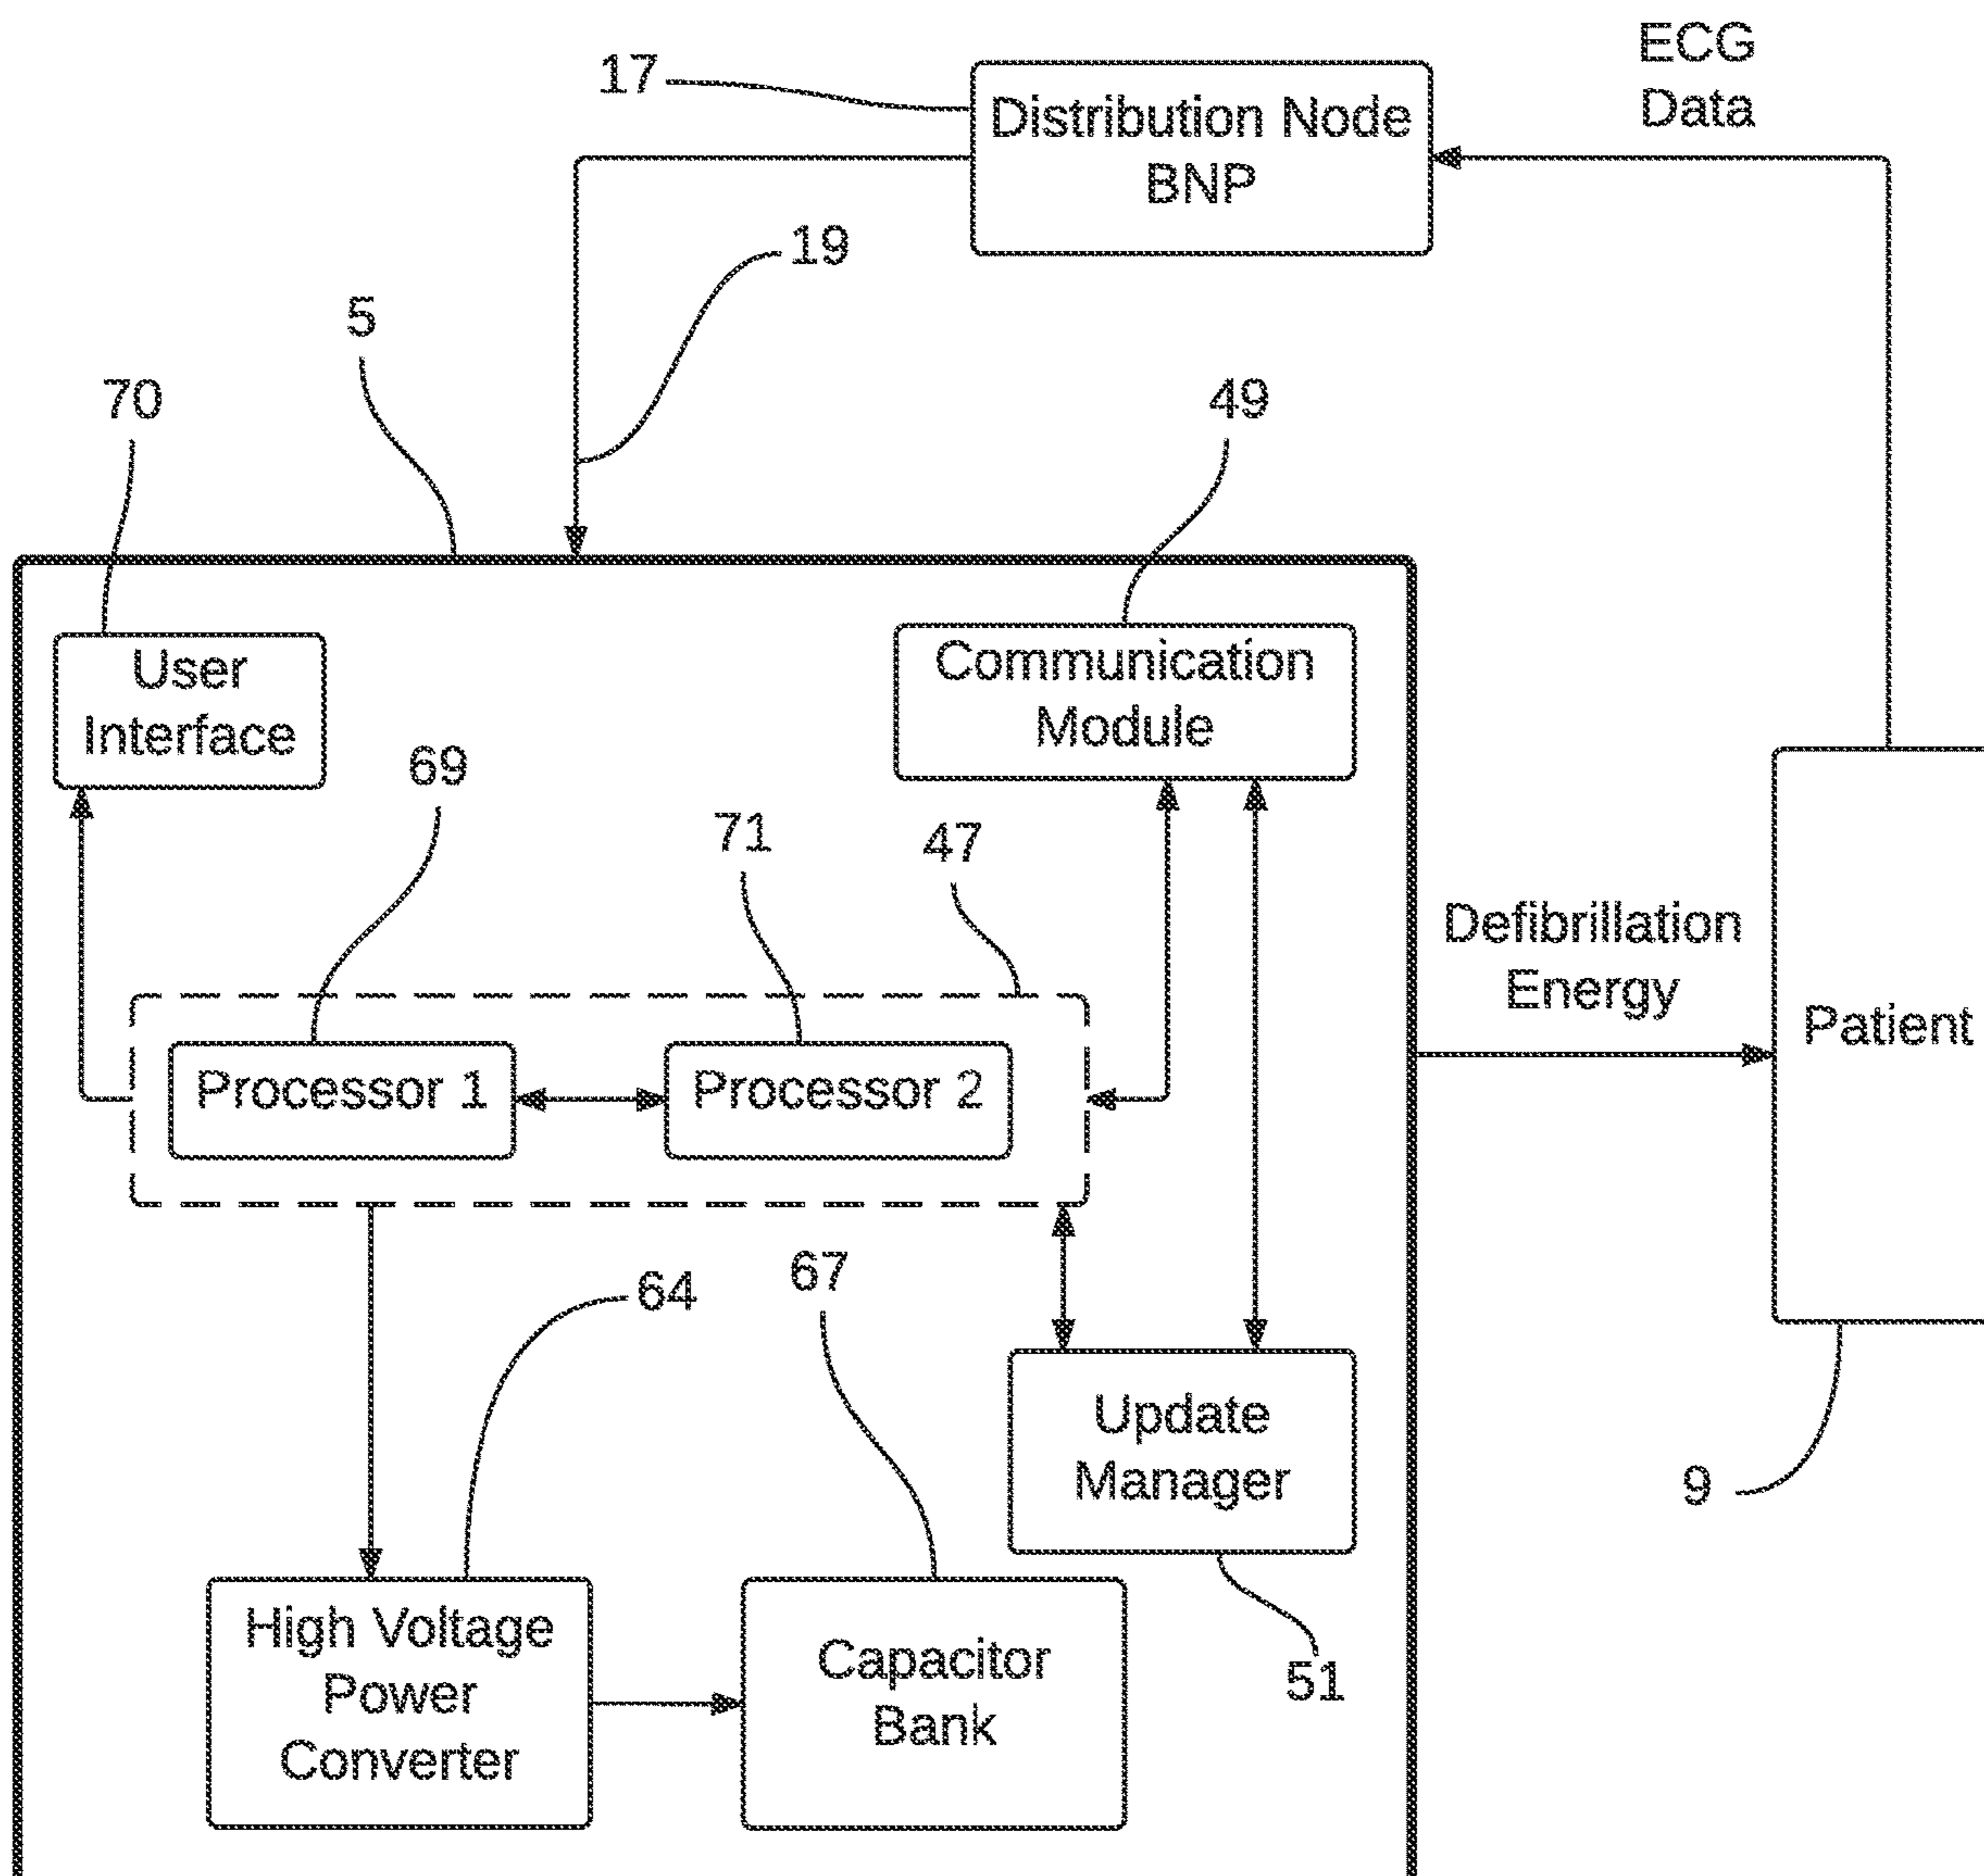 ECG
Data
17
Distribution Node
BNP
19
5
70
49
User
Interface
Communication
Module
69
71
47
Defibrillation
Energy
Patient
Processor 1
Processor 2
67
64
Update
Manager
9
High Voltage
Power
Converter
Capacitor
Bank
51